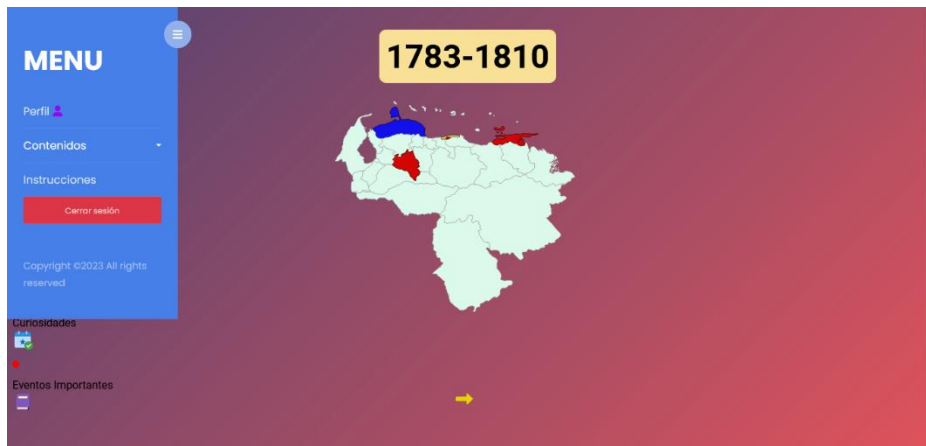 MENU
Perfil
Contenidos
Instrucciones
Cerrar sesión
Copyright ©2023 All rights
reserved
Curiosidades
Eventos Importantes
1783-1810